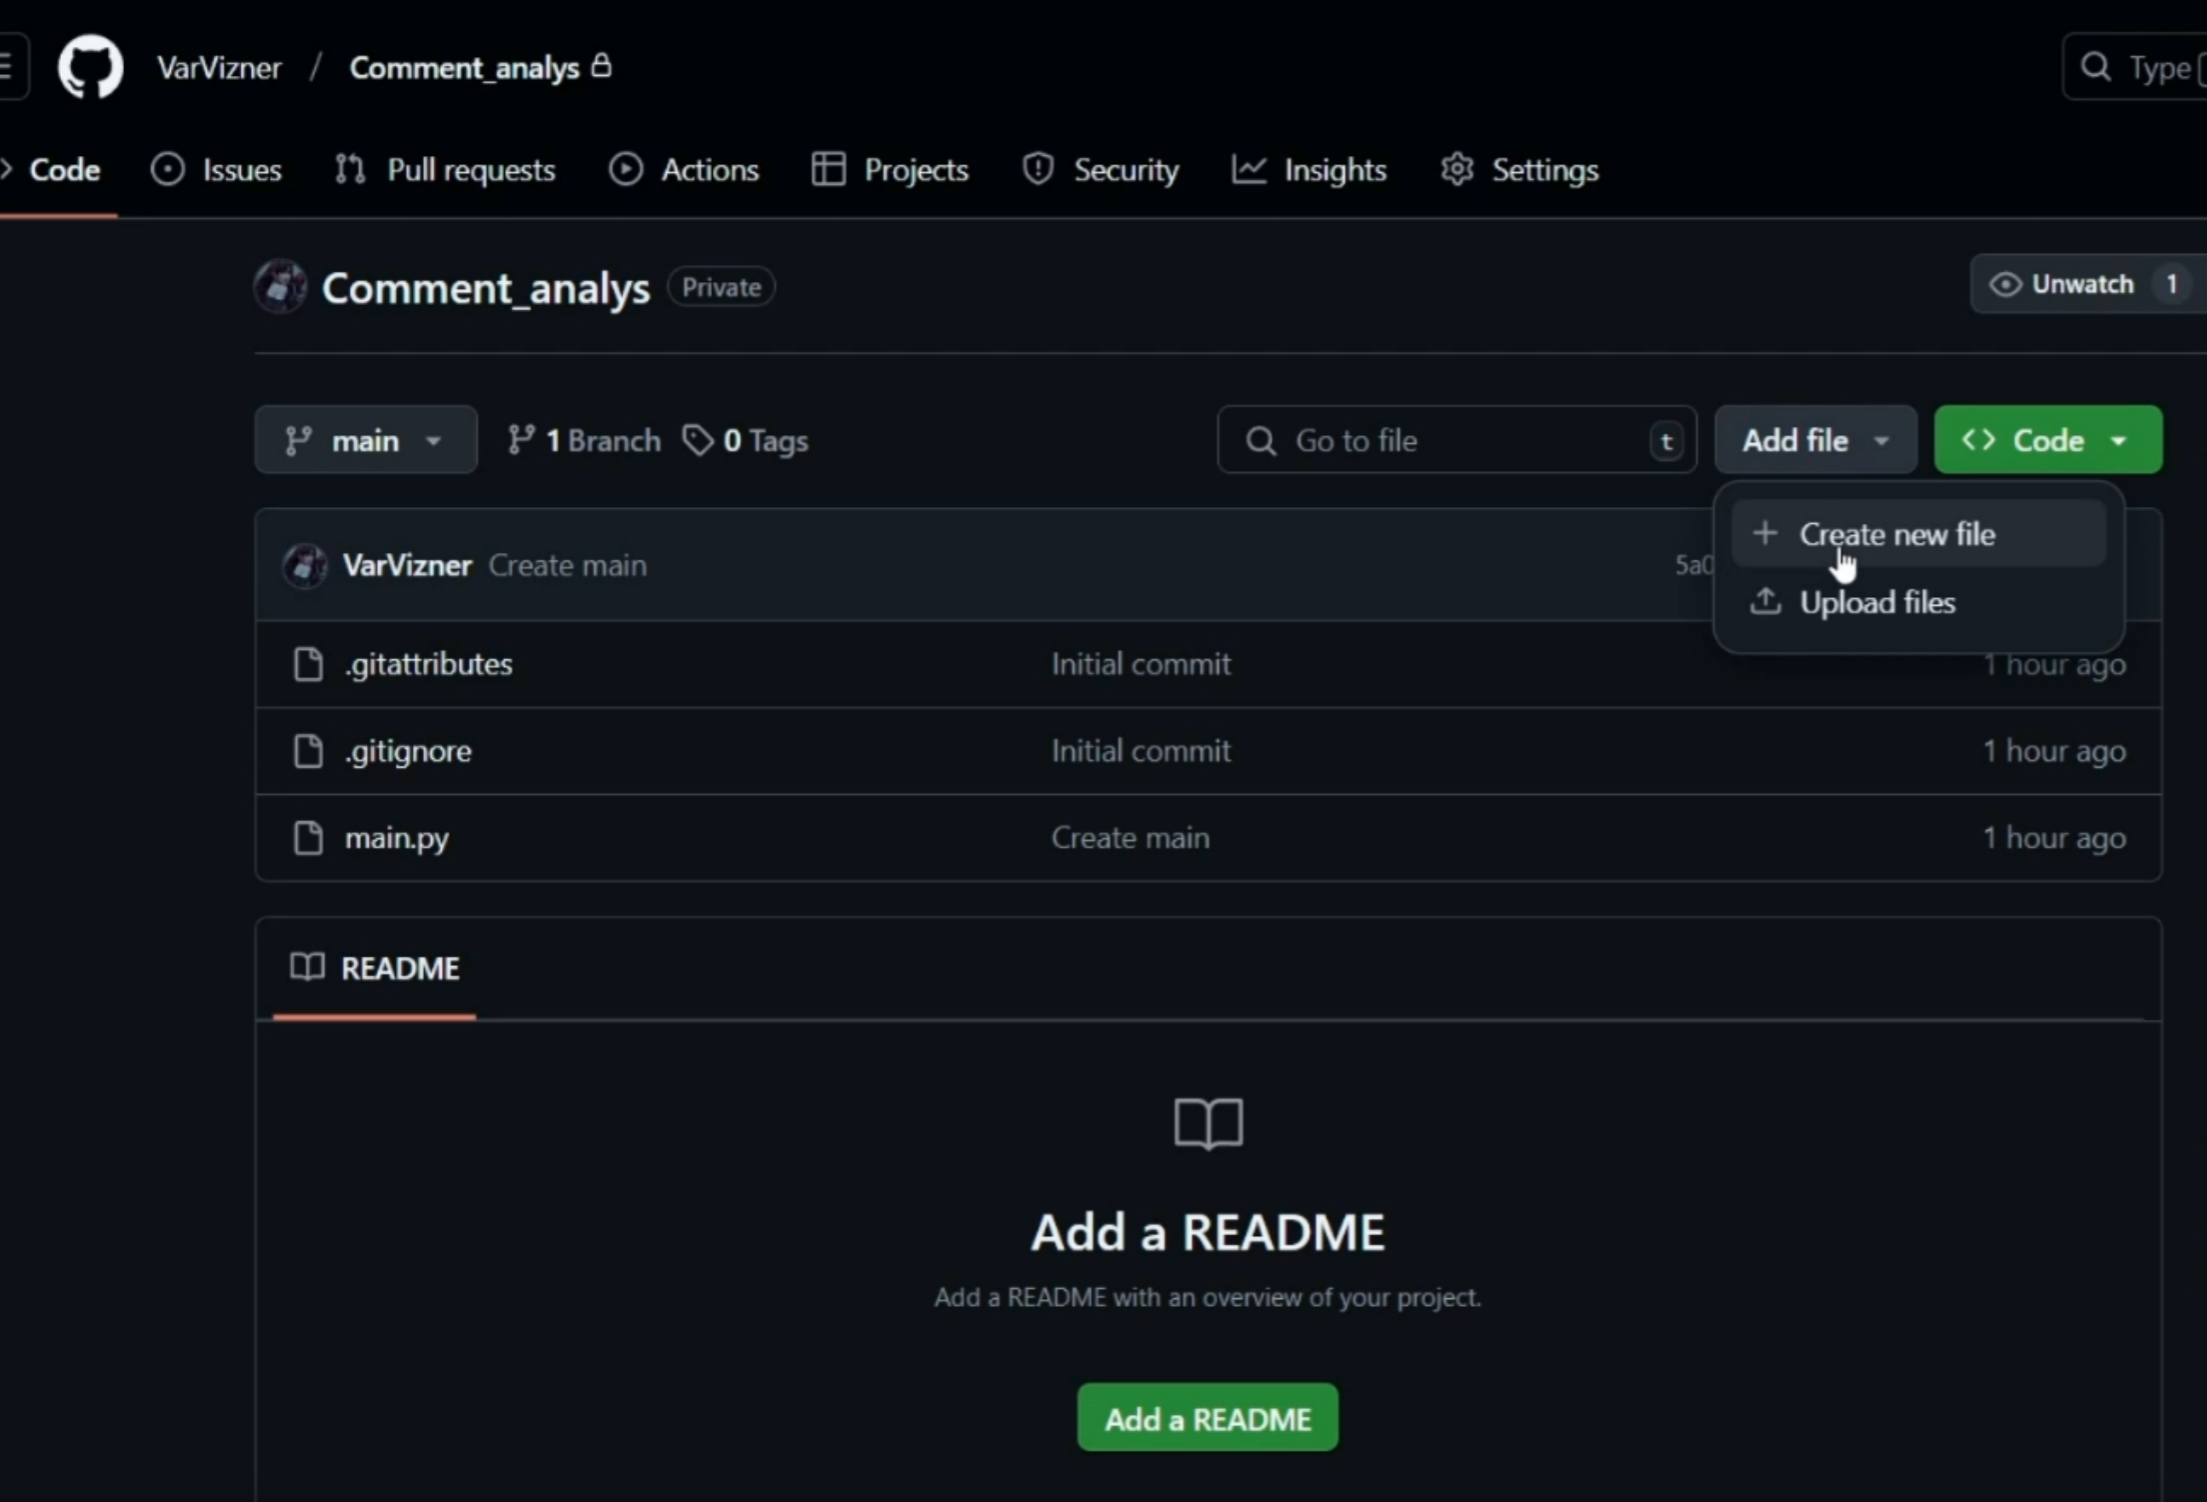 VarVizner / Comment_analys
Type
Code Issues Pull requests Actions Projects Security Insights Settings
Comment_analys Private
Unwatch 1
main 1 Branch 0 Tags
Go to file t
Add file
Code
Create new file
Upload files
VarVizner Create main
5a0
.gitattributes Initial commit 1 hour ago
.gitignore Initial commit 1 hour ago
main.py Create main 1 hour ago
README
Add a README
Add a README with an overview of your project.
Add a README